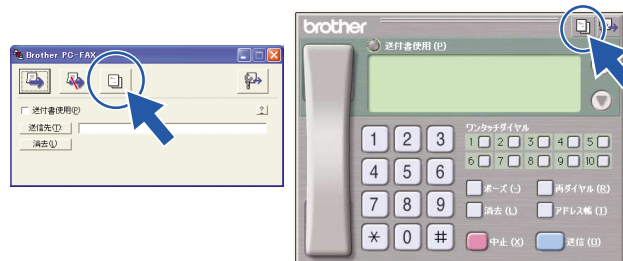 Brother PC-FAX
送付書使用(P)
送信先(T)
消去(L)
brother
送付書使用 (P)
ワンタッチダイヤル
1 2 3 4 5
6 7 8 9 10
1 2 3
4 5 6
7 8 9
* 0 #
ポーズ (-)
再ダイヤル (R)
消去 (L)
アドレス帳 (I)
中止 (X)
送信 (O)